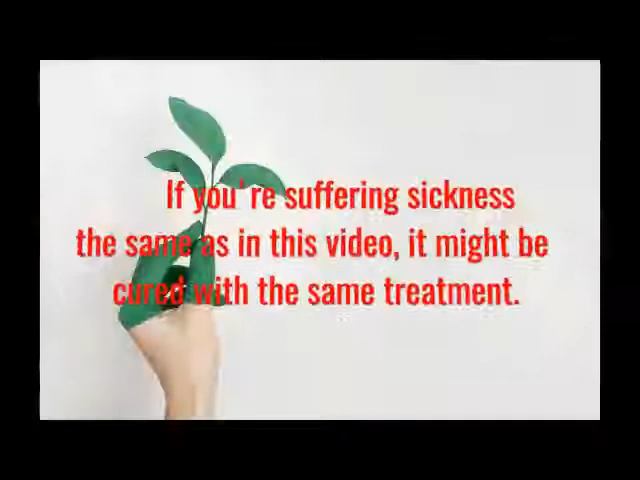 If you're suffering sickness
the same as in this video, it might be
cured with the same treatment.